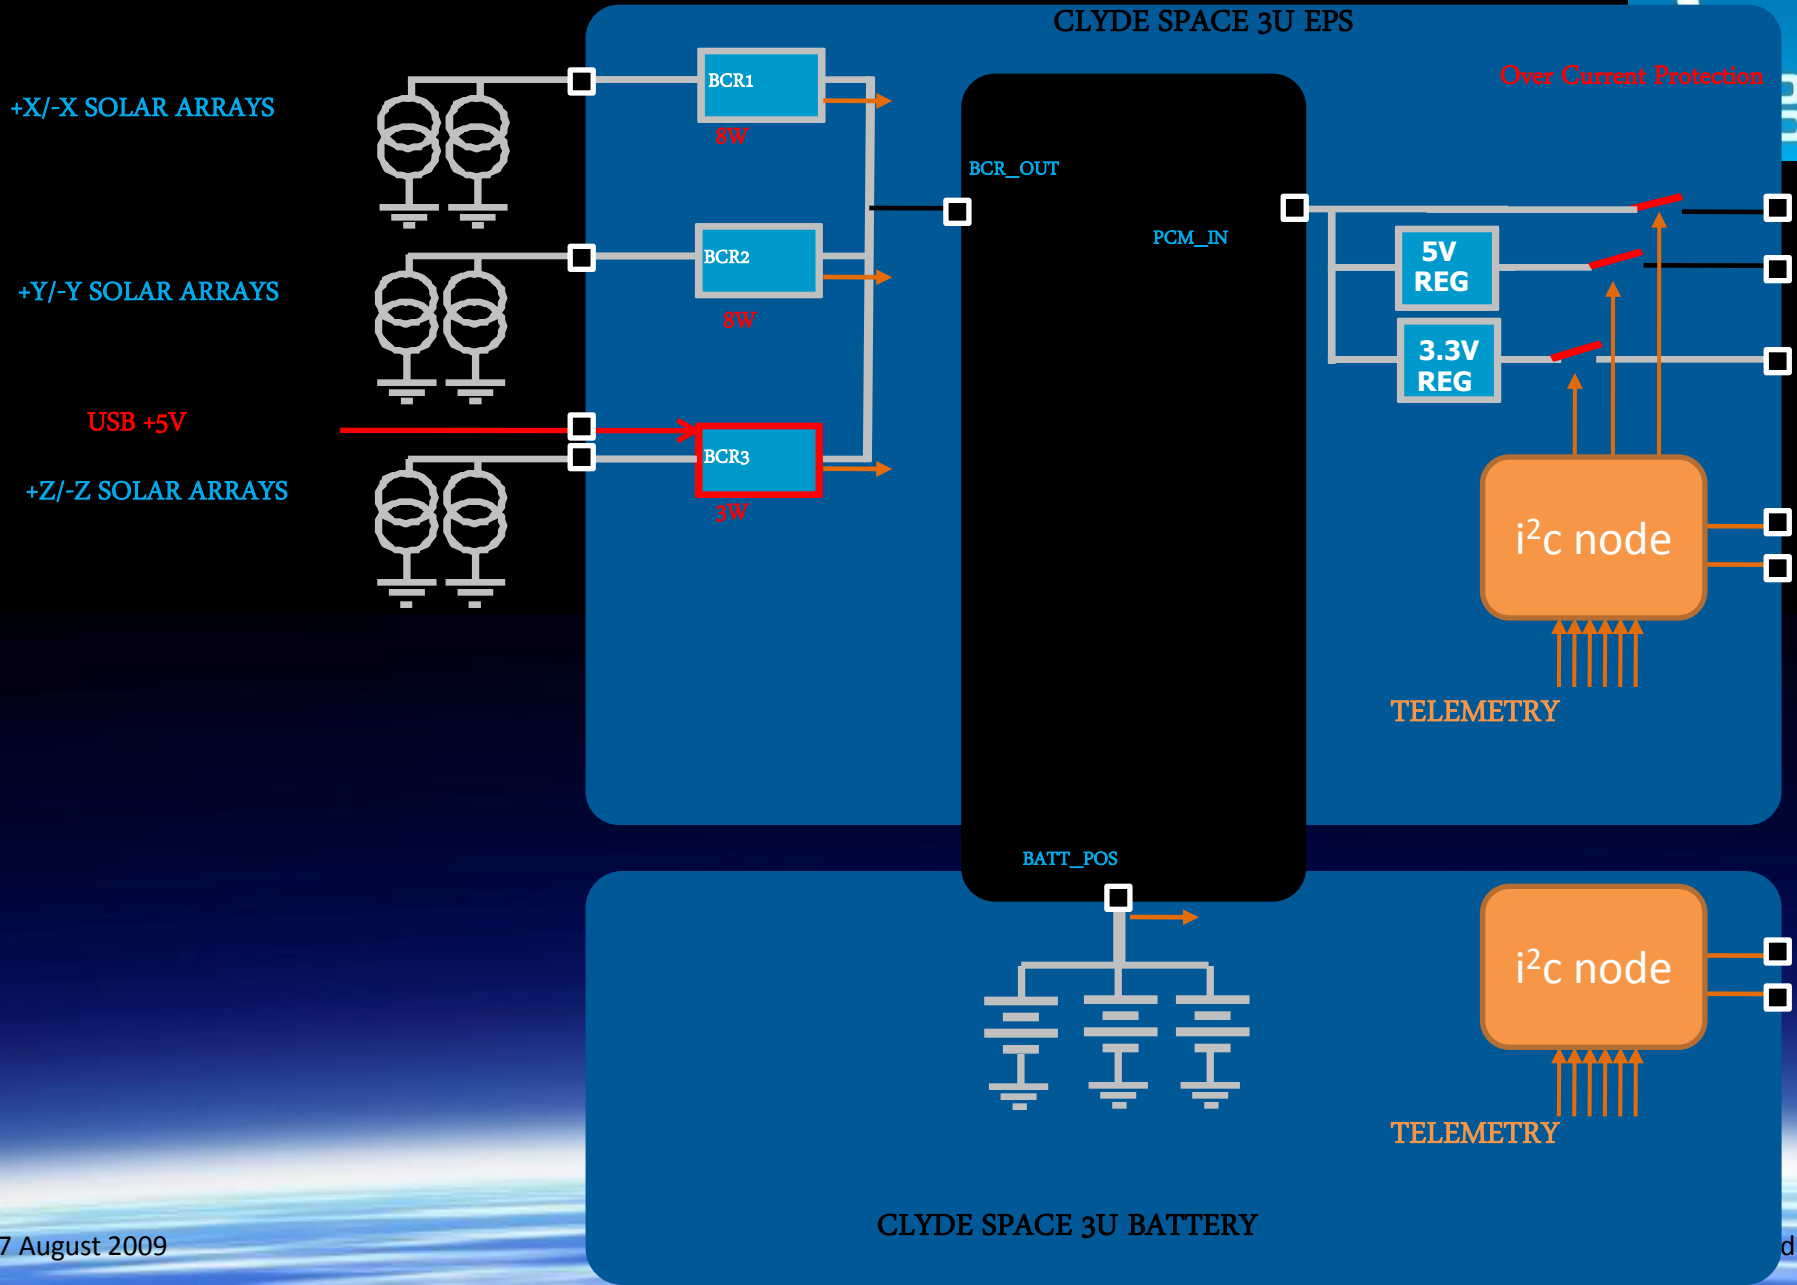 CLYDE SPACE 3U EPS
Over Current Protection
+X/-X SOLAR ARRAYS
BCR1
8W
BCR_OUT
PCM_IN
5V
REG
+Y/-Y SOLAR ARRAYS
BCR2
8W
3.3V
REG
USB +5V
BCR3
+Z/-Z SOLAR ARRAYS
3W
i²c node
TELEMETRY
BATT_POS
i²c node
TELEMETRY
CLYDE SPACE 3U BATTERY
7 August 2009